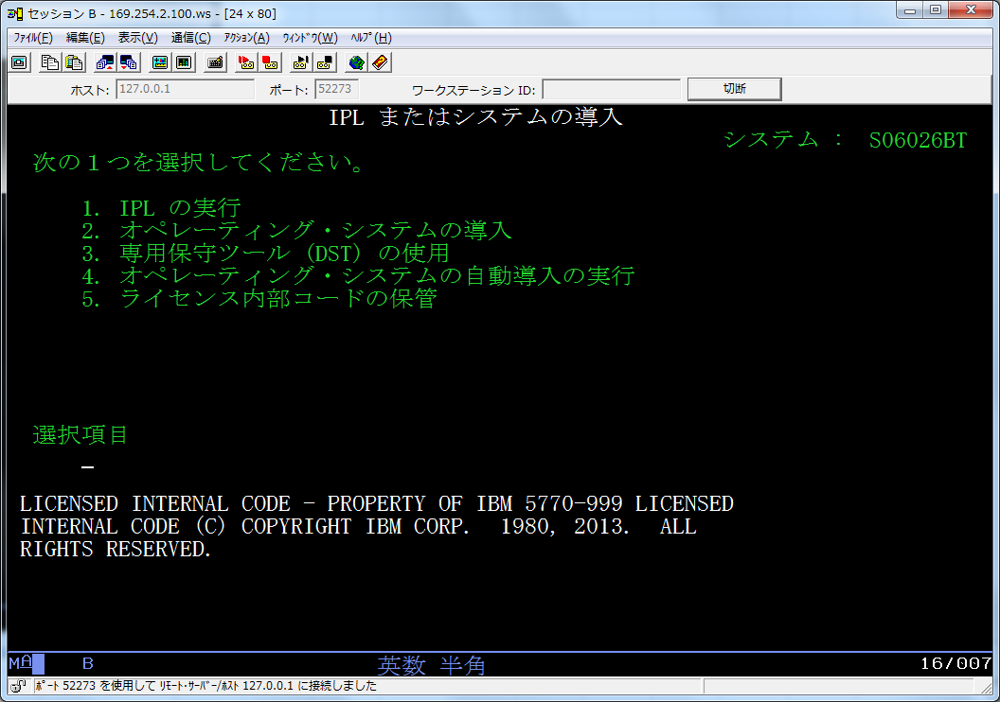 セッション B - 169.254.2.100.ws - [24 x 80]
ファイル(F) 編集(E) 表示(V) 通信(C) アクション(A) ウィンドウ(W) ヘルプ(H)
ホスト: 127.0.0.1 ポート: 52273 ワークステーション ID: 切断
IPL またはシステムの導入
システム : S06026BT
次の１つを選択してください。
1. IPL の実行
2. オペレーティング・システムの導入
3. 専用保守ツール (DST) の使用
4. オペレーティング・システムの自動導入の実行
5. ライセンス内部コードの保管
選択項目
LICENSED INTERNAL CODE - PROPERTY OF IBM 5770-999 LICENSED
INTERNAL CODE (C) COPYRIGHT IBM CORP. 1980, 2013. ALL
RIGHTS RESERVED.
MA B 英数 半角 16/007
ポート 52273 を使用して リモート・サーバー/ホスト 127.0.0.1 に接続しました